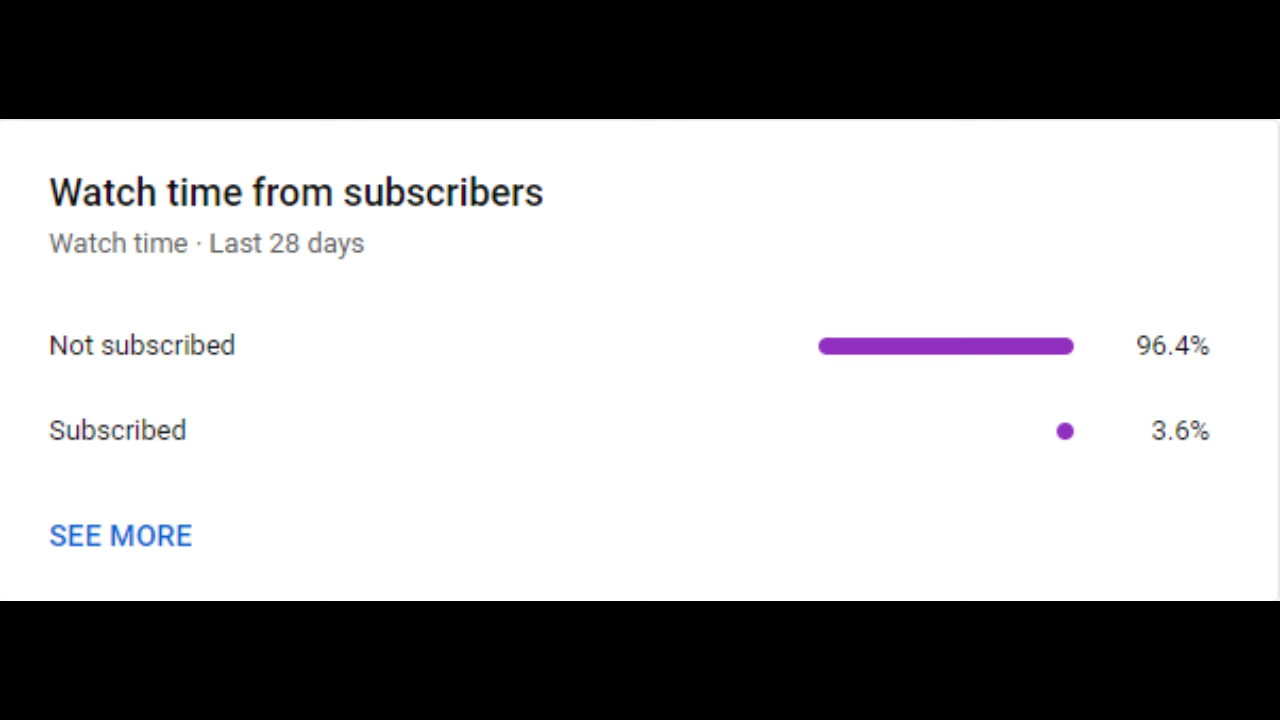 Watch time from subscribers
Watch time · Last 28 days
Not subscribed 96.4%
Subscribed 3.6%
SEE MORE